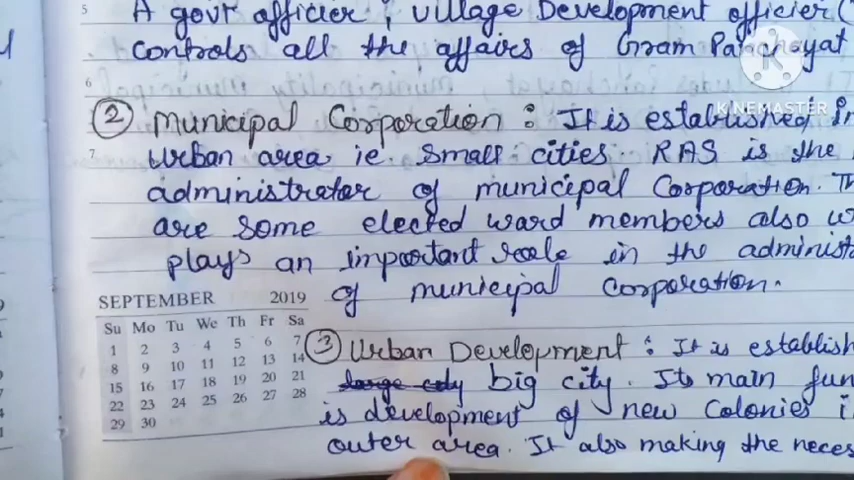 5
A govt officier, Village Development officier (
controls all the affairs of Gram Panchayat
6
KINEMASTER
② Municipal Corporation : It is established in
7 Urban area ie. Small cities. RAS is the
administrator of municipal Corporation. Th
are some elected ward members also w
plays an important role in the administ
of municipal corporation.
SEPTEMBER 2019
Su Mo Tu We Th Fr Sa
1 2 3 4 5 6 7
8 9 10 11 12 13 14
15 16 17 18 19 20 21
22 23 24 25 26 27 28
29 30
③ Urban Development : It is establish
big city. Its main fun
is development of new colonies i
outer area. It also making the neces